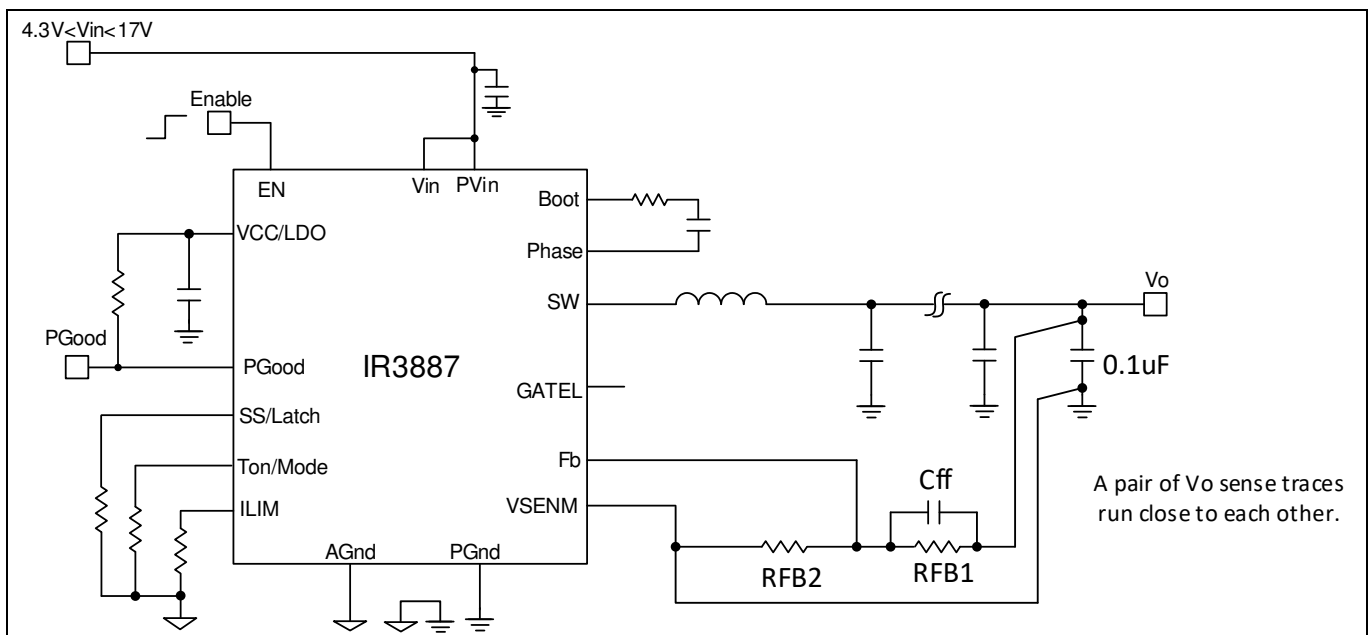 4.3V<Vin<17V
Enable
EN
Vin
PVin
Boot
VCC/LDO
Phase
SW
Vo
PGood
PGood
IR3887
0.1uF
GATEL
SS/Latch
Fb
Ton/Mode
Cff
A pair of Vo sense traces
run close to each other.
ILIM
VSENM
AGnd
PGnd
RFB2
RFB1